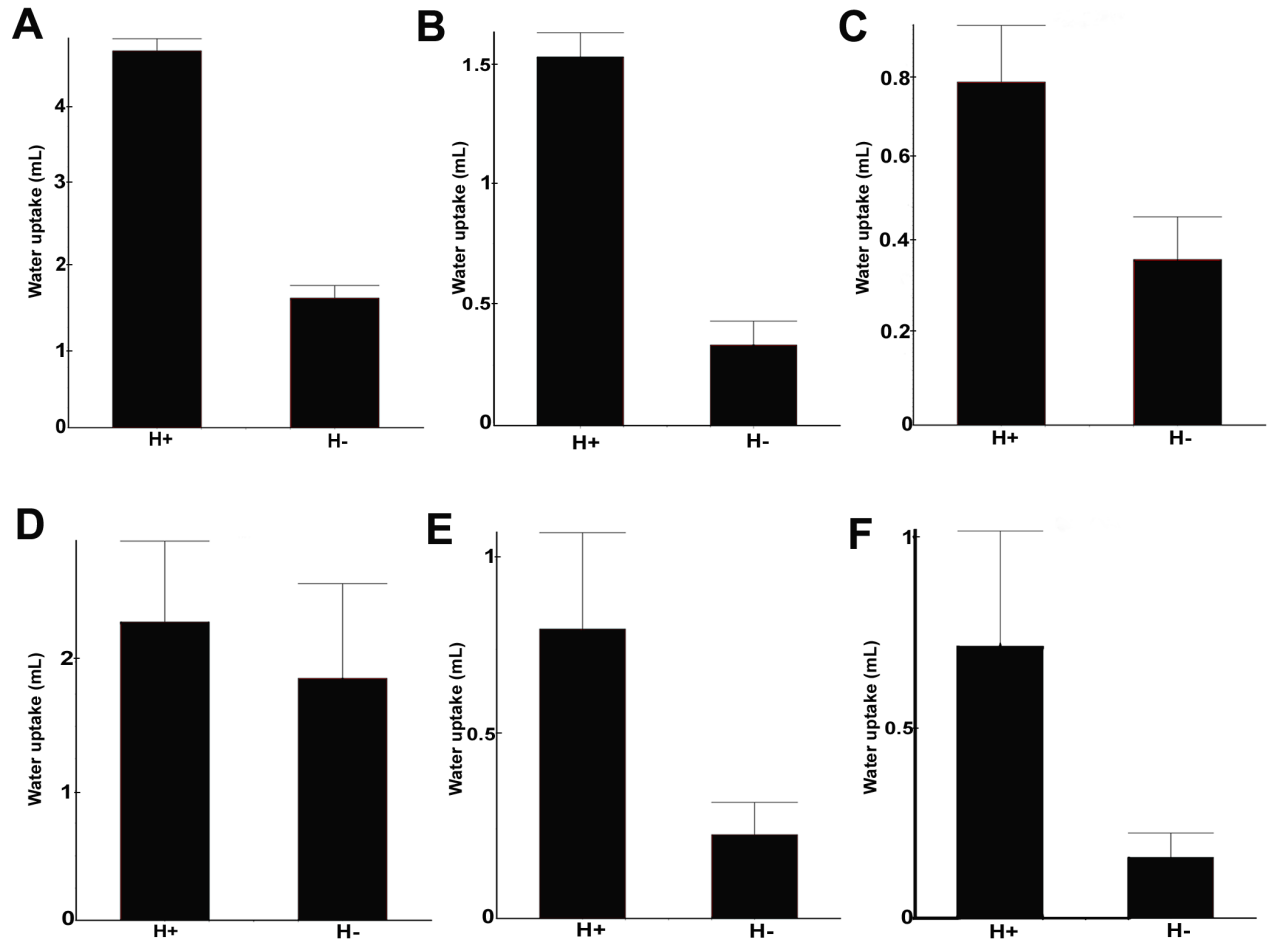 A
Water uptake (mL)
4
3
2
1
0
H+
H-
B
Water uptake (mL)
1.5
1
0.5
0
H+
H-
C
Water uptake (mL)
0.8
0.6
0.4
0.2
0
H+
H-
D
Water uptake (mL)
2
1
0
H+
H-
E
Water uptake (mL)
1
0.5
0
H+
H-
F
Water uptake (mL)
1
0.5
0
H+
H-